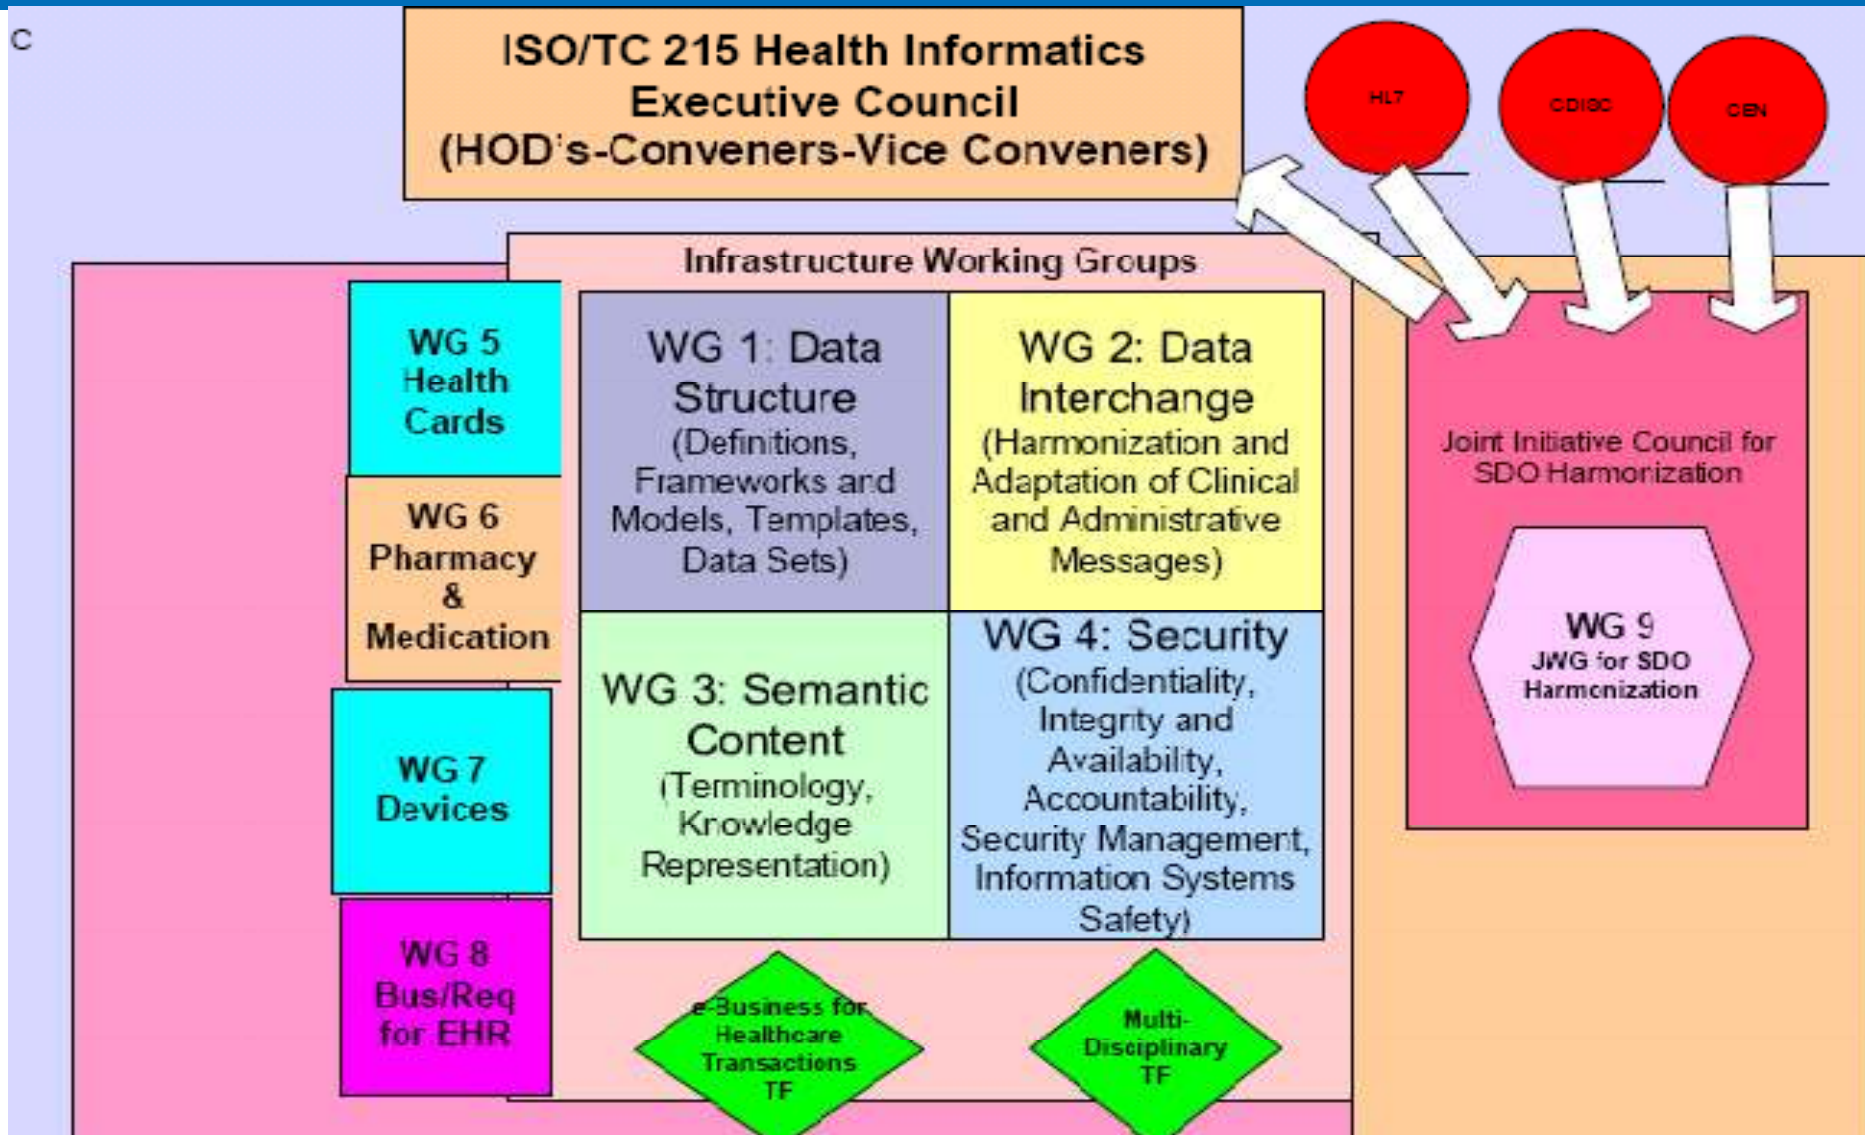 C
ISO/TC 215 Health Informatics
Executive Council
(HOD's-Conveners-Vice Conveners)
HL7
CDISC
CEN
Infrastructure Working Groups
WG 5
Health
Cards
WG 6
Pharmacy
&
Medication
WG 7
Devices
WG 8
Bus/Req
for EHR
WG 1: Data
Structure
(Definitions,
Frameworks and
Models, Templates,
Data Sets)
WG 2: Data
Interchange
(Harmonization and
Adaptation of Clinical
and Administrative
Messages)
WG 3: Semantic
Content
(Terminology,
Knowledge
Representation)
WG 4: Security
(Confidentiality,
Integrity and
Availability,
Accountability,
Security Management,
Information Systems
Safety)
e-Business for
Healthcare
Transactions
TF
Multi-
Disciplinary
TF
Joint Initiative Council for
SDO Harmonization
WG 9
JWG for SDO
Harmonization